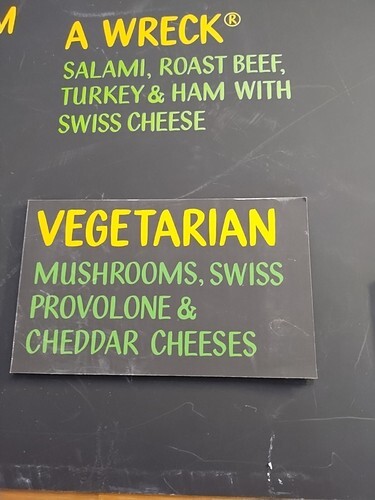 M
A WRECK®
SALAMI, ROAST BEEF,
TURKEY & HAM WITH
SWISS CHEESE
VEGETARIAN
MUSHROOMS, SWISS
PROVOLONE &
CHEDDAR CHEESES